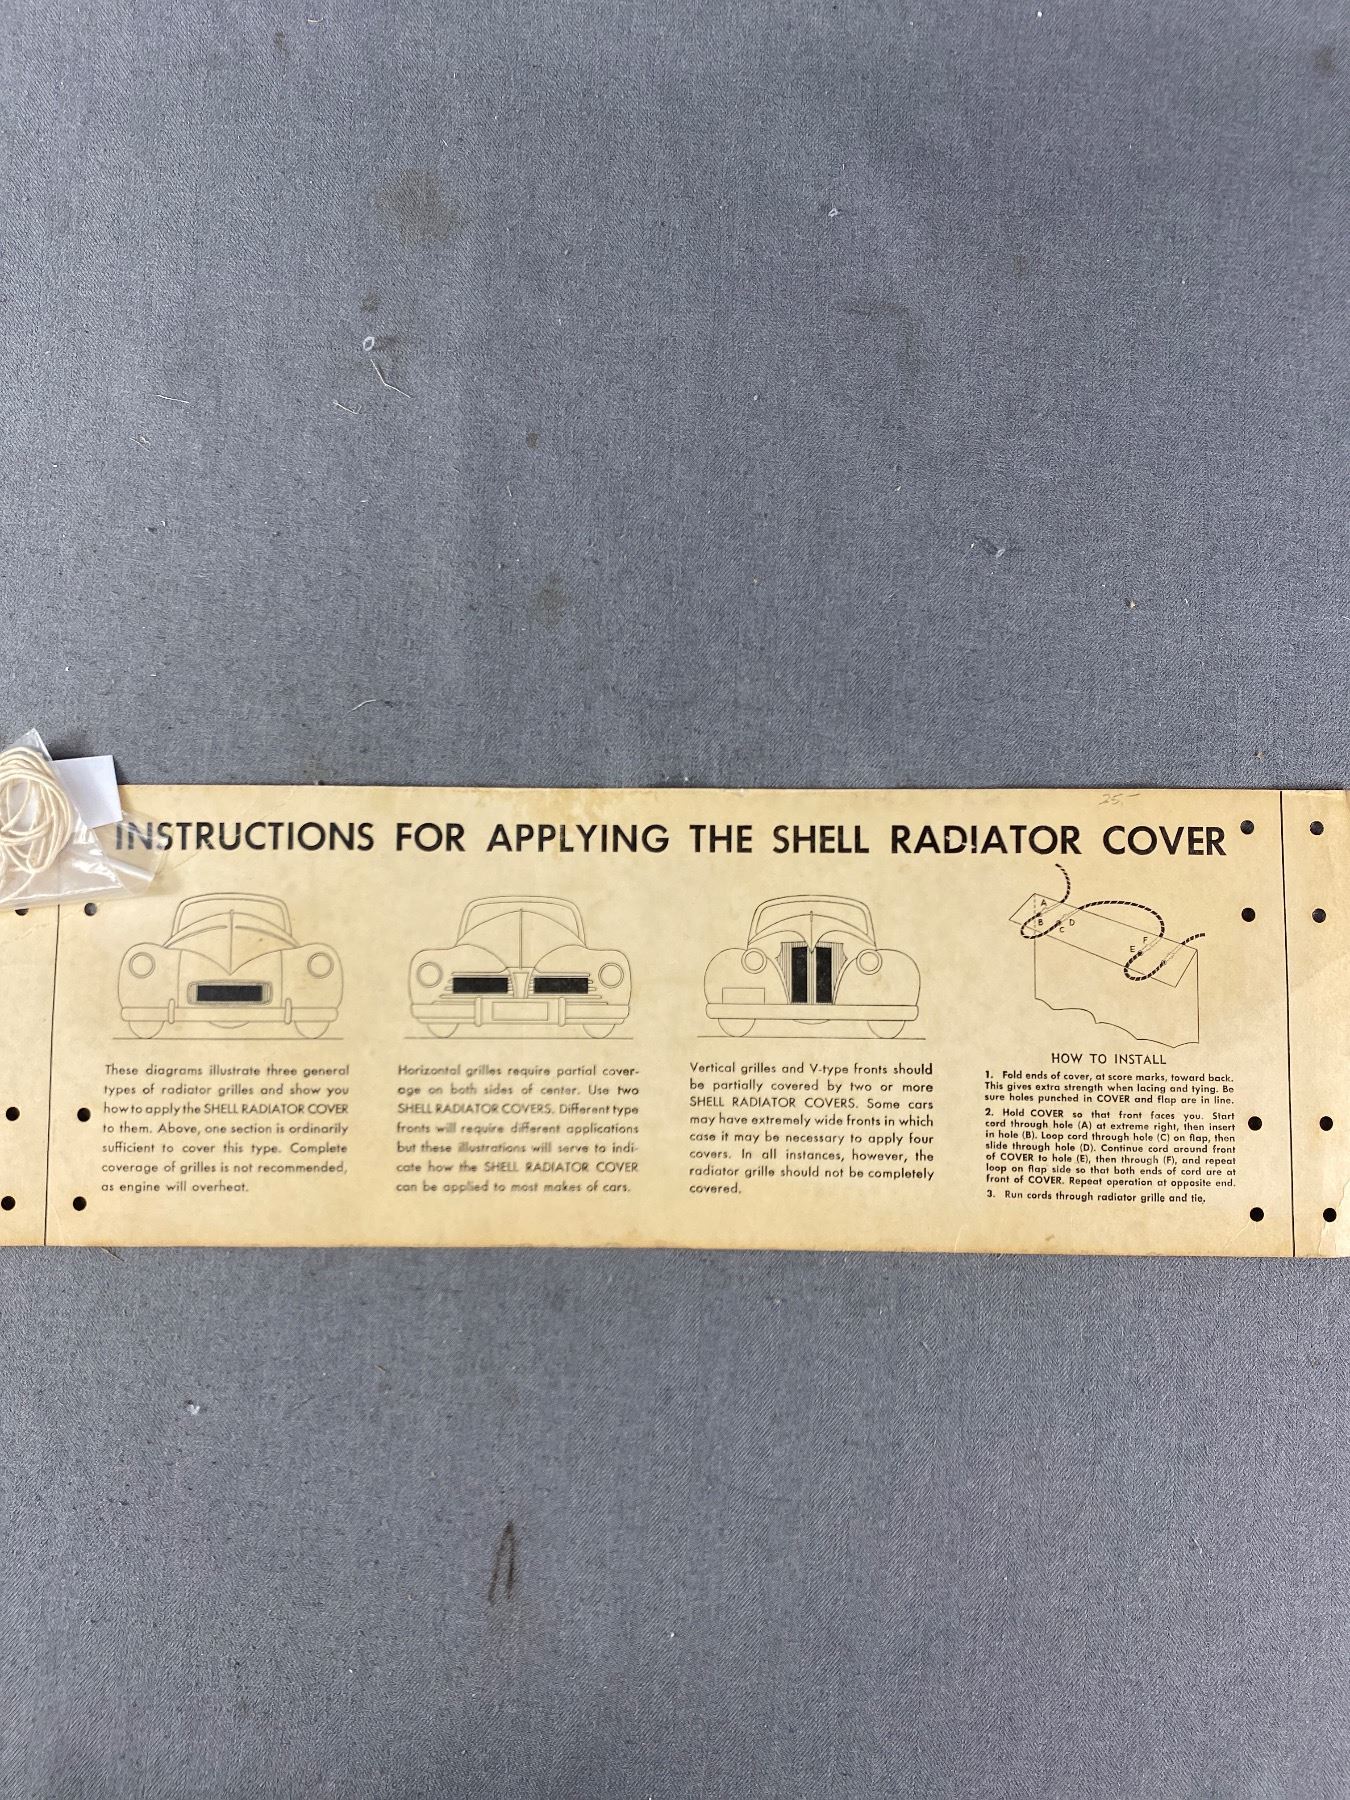 25.-
INSTRUCTIONS FOR APPLYING THE SHELL RADIATOR COVER
These diagrams illustrate three general
types of radiator grilles and show you
how to apply the SHELL RADIATOR COVER
to them. Above, one section is ordinarily
sufficient to cover this type. Complete
coverage of grilles is not recommended,
as engine will overheat.
Horizontal grilles require partial cover-
age on both sides of center. Use two
SHELL RADIATOR COVERS. Different type
fronts will require different applications
but these illustrations will serve to indi-
cate how the SHELL RADIATOR COVER
can be applied to most makes of cars.
Vertical grilles and V-type fronts should
be partially covered by two or more
SHELL RADIATOR COVERS. Some cars
may have extremely wide fronts in which
case it may be necessary to apply four
covers. In all instances, however, the
radiator grille should not be completely
covered.
A
B
C
D
E
F
HOW TO INSTALL
1. Fold ends of cover, at score marks, toward back.
This gives extra strength when lacing and tying. Be
sure holes punched in COVER and flap are in line.
2. Hold COVER so that front faces you. Start
cord through hole (A) at extreme right, then insert
in hole (B). Loop cord through hole (C) on flap, then
slide through hole (D). Continue cord around front
of COVER to hole (E), then through (F), and repeat
loop on flap side so that both ends of cord are at
front of COVER. Repeat operation at opposite end.
3. Run cords through radiator grille and tie.